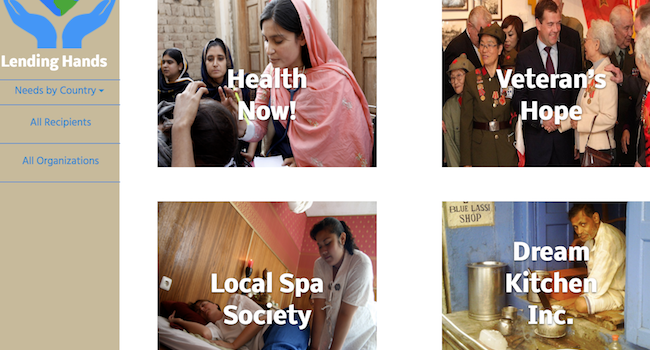 Lending Hands
Needs by Country
All Recipients
All Organizations
Health
Now!
Veteran's
Hope
Local Spa
Society
BLUE LASSI
SHOP
Dream
Kitchen
Inc.